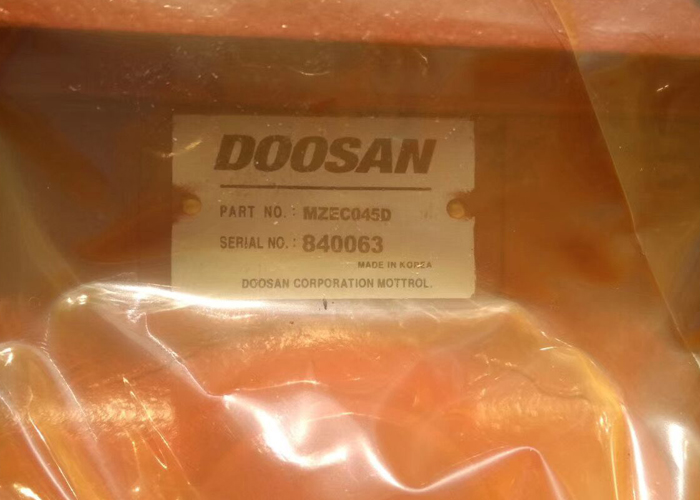 DOOSAN
PART NO. : MZEC045D
SERIAL NO. : 840063
MADE IN KOREA
DOOSAN CORPORATION MOTTROL.